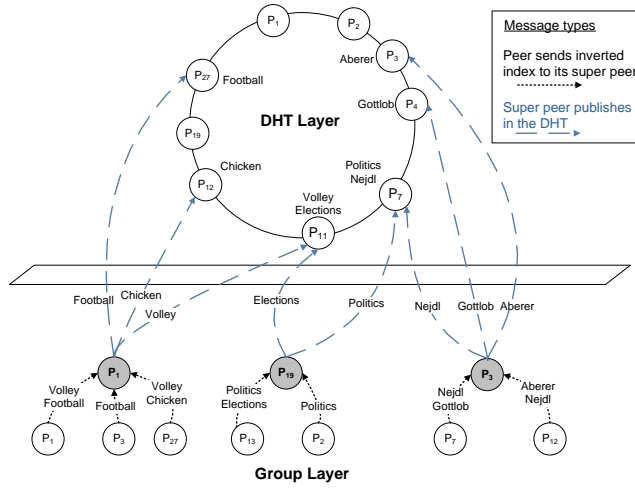 Message types
Peer sends inverted
index to its super peer
Super peer publishes
in the DHT
P1
P2
P3
Aberer
P27
Football
P4
Gottlob
DHT Layer
P19
Chicken
P12
Politics
Nejdl
P7
Volley
Elections
P11
Football
Chicken
Volley
Elections
Politics
Nejdl
Gottlob
Aberer
P1
P19
P3
Volley
Football
Football
Volley
Chicken
Politics
Elections
Politics
Nejdl
Gottlob
Aberer
Nejdl
P1
P3
P27
P13
P2
P7
P12
Group Layer